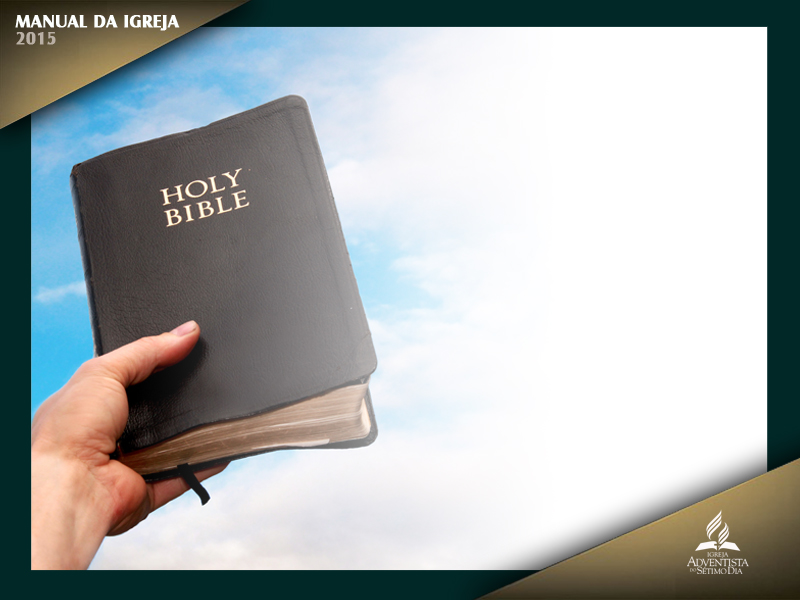 MANUAL DA IGREJA
2015
HOLY
BIBLE
IGREJA
ADVENTISTA
DO SÉTIMO DIA